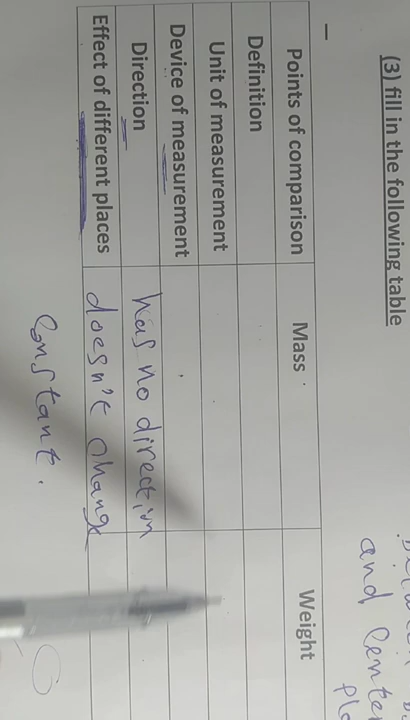 (3) fill in the following table
Points of comparison Mass Weight
Definition
Unit of measurement
Device of measurement
Direction has no direction
Effect of different places doesn't change
Constant.
and Cente